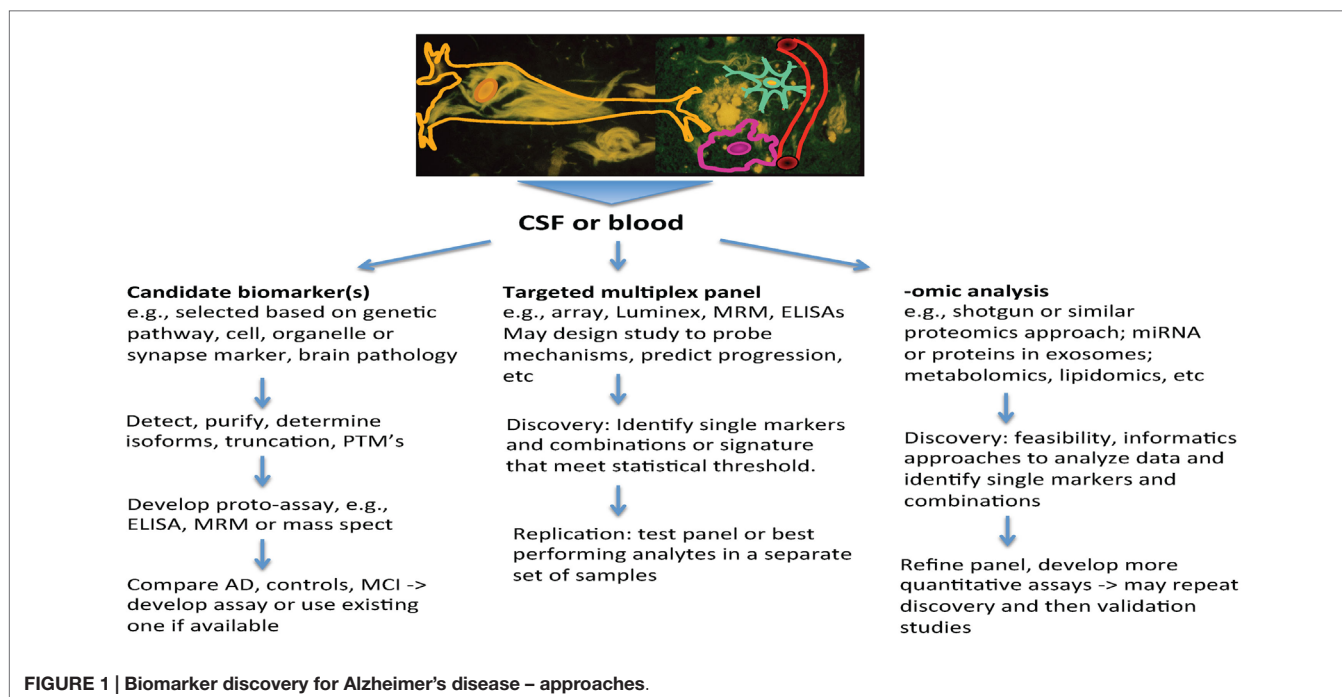 CSF or blood
Candidate biomarker(s)
e.g., selected based on genetic
pathway, cell, organelle or
synapse marker, brain pathology
Detect, purify, determine
isoforms, truncation, PTM's
Develop proto-assay, e.g.,
ELISA, MRM or mass spect
Compare AD, controls, MCI ->
develop assay or use existing
one if available
Targeted multiplex panel
e.g., array, Luminex, MRM, ELISAs
May design study to probe
mechanisms, predict progression,
etc
Discovery: Identify single markers
and combinations or signature
that meet statistical threshold.
Replication: test panel or best
performing analytes in a separate
set of samples
-omic analysis
e.g., shotgun or similar
proteomics approach; miRNA
or proteins in exosomes;
metabolomics, lipidomics, etc
Discovery: feasibility, informatics
approaches to analyze data and
identify single markers and
combinations
Refine panel, develop more
quantitative assays -> may repeat
discovery and then validation
studies
FIGURE 1 | Biomarker discovery for Alzheimer's disease – approaches.